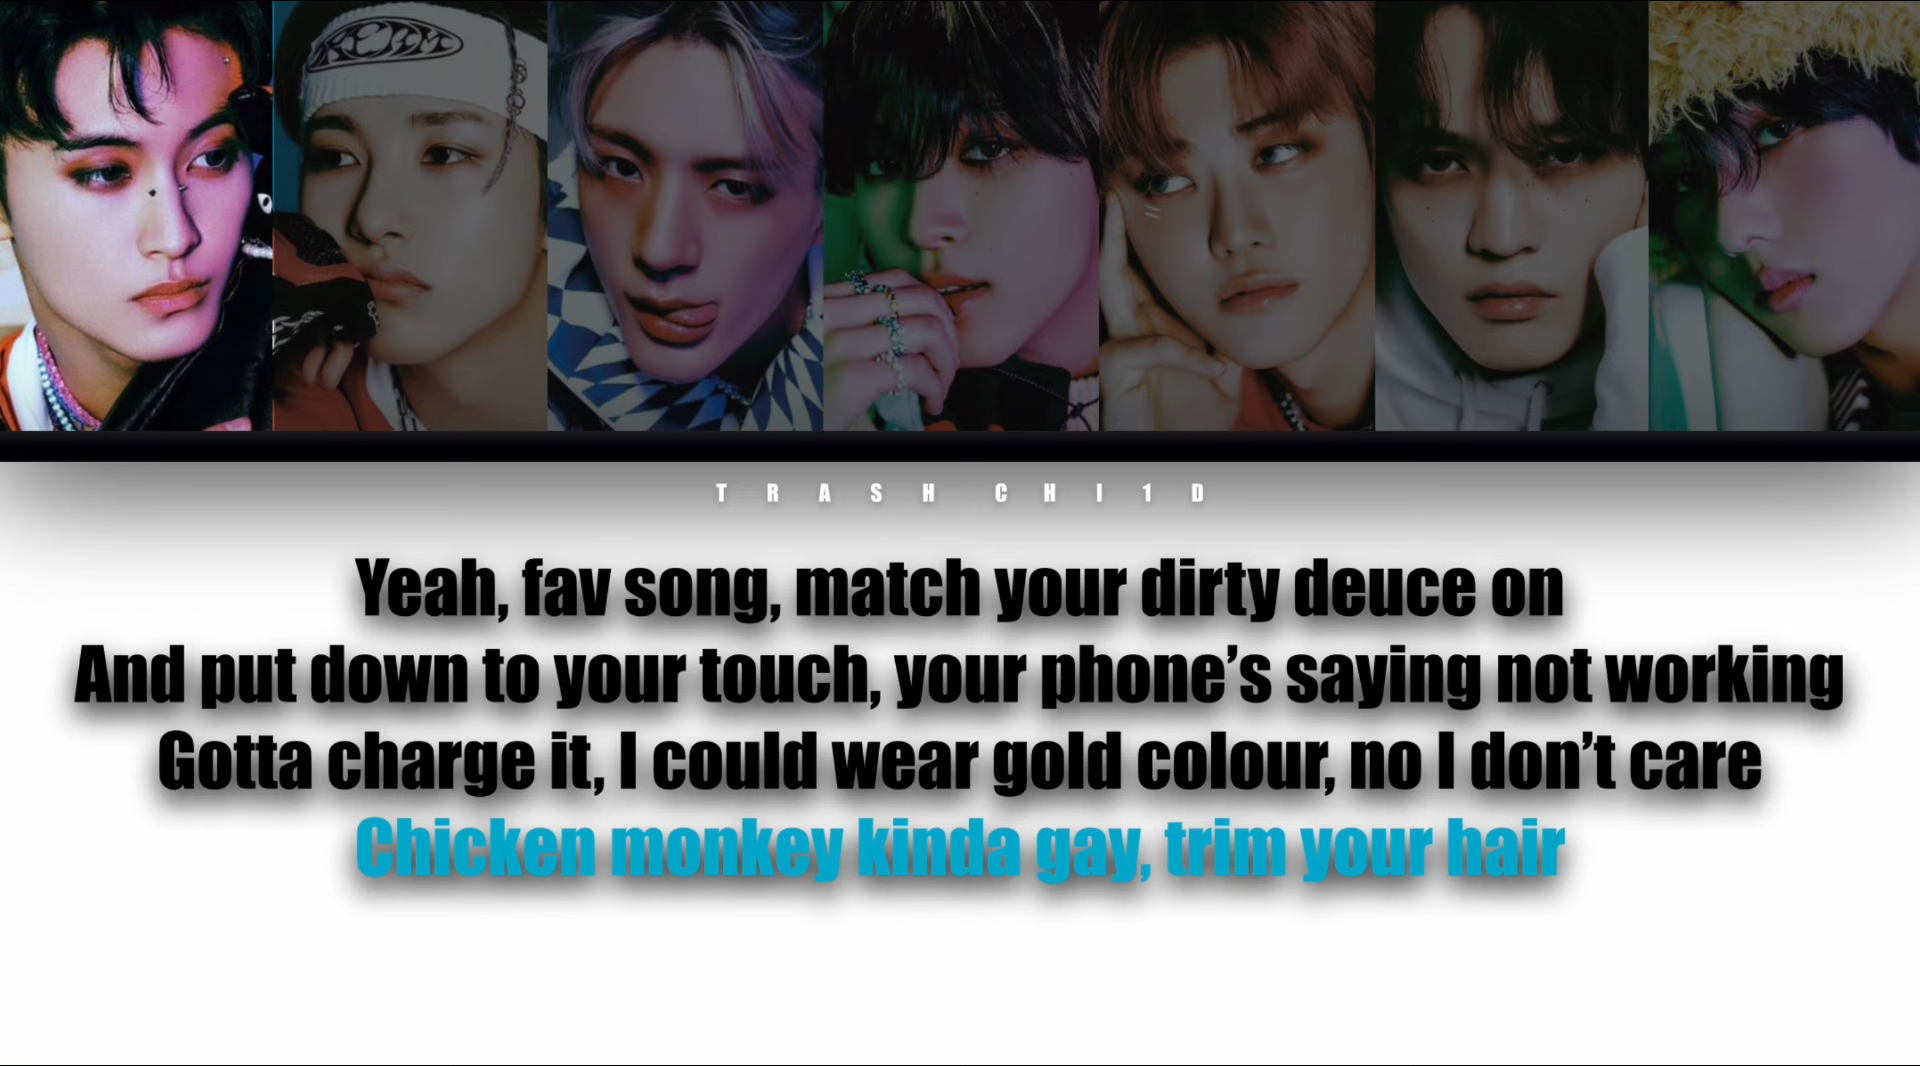 T R A S H C H I 1 D
Yeah, fav song, match your dirty deuce on
And put down to your touch, your phone’s saying not working
Gotta charge it, I could wear gold colour, no I don’t care
Chicken monkey kinda gay, trim your hair